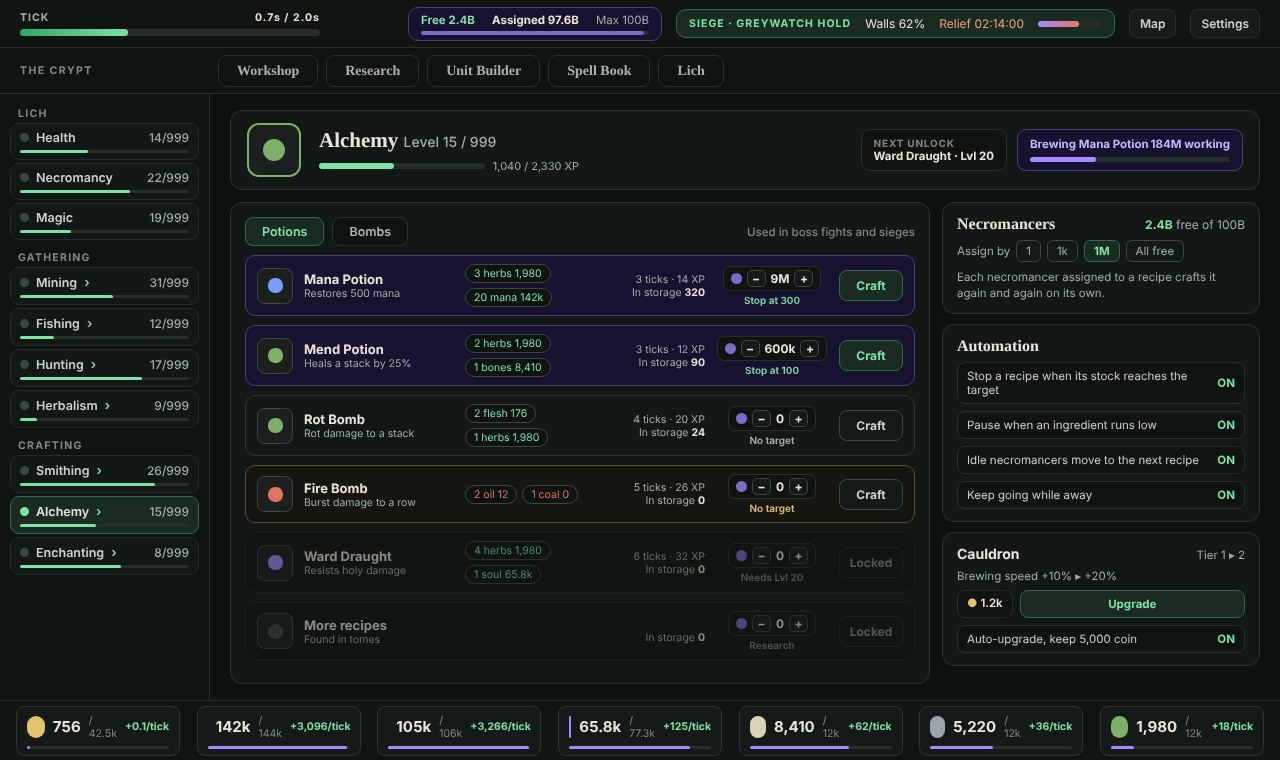 TICK 0.7s / 2.0s
Free 2.4B Assigned 97.6B Max 100B
SIEGE · GREYWATCH HOLD Walls 62% Relief 02:14:00
Map
Settings
THE CRYPT
Workshop
Research
Unit Builder
Spell Book
Lich
LICH
Health 14/999
Necromancy 22/999
Magic 19/999
GATHERING
Mining › 31/999
Fishing › 12/999
Hunting › 17/999
Herbalism › 9/999
CRAFTING
Smithing › 26/999
Alchemy › 15/999
Enchanting › 8/999
Alchemy Level 15 / 999
1,040 / 2,330 XP
NEXT UNLOCK
Ward Draught · Lvl 20
Brewing Mana Potion 184M working
Potions
Bombs
Used in boss fights and sieges
Mana Potion
Restores 500 mana
3 herbs 1,980
20 mana 142k
3 ticks · 14 XP
In storage 320
− 9M +
Stop at 300
Craft
Mend Potion
Heals a stack by 25%
2 herbs 1,980
1 bones 8,410
3 ticks · 12 XP
In storage 90
− 600k +
Stop at 100
Craft
Rot Bomb
Rot damage to a stack
2 flesh 176
1 herbs 1,980
4 ticks · 20 XP
In storage 24
− 0 +
No target
Craft
Fire Bomb
Burst damage to a row
2 oil 12
1 coal 0
5 ticks · 26 XP
In storage 0
− 0 +
No target
Craft
Ward Draught
Resists holy damage
4 herbs 1,980
1 soul 65.8k
6 ticks · 32 XP
In storage 0
− 0 +
Needs Lvl 20
Locked
More recipes
Found in tomes
In storage 0
− 0 +
Research
Locked
Necromancers 2.4B free of 100B
Assign by 1 1k 1M All free
Each necromancer assigned to a recipe crafts it
again and again on its own.
Automation
Stop a recipe when its stock reaches the
target
ON
Pause when an ingredient runs low ON
Idle necromancers move to the next recipe ON
Keep going while away ON
Cauldron Tier 1 ▸ 2
Brewing speed +10% ▸ +20%
1.2k
Upgrade
Auto-upgrade, keep 5,000 coin ON
756 / 42.5k +0.1/tick
142k / 144k +3,096/tick
105k / 106k +3,266/tick
65.8k / 77.3k +125/tick
8,410 / 12k +62/tick
5,220 / 12k +36/tick
1,980 / 12k +18/tick